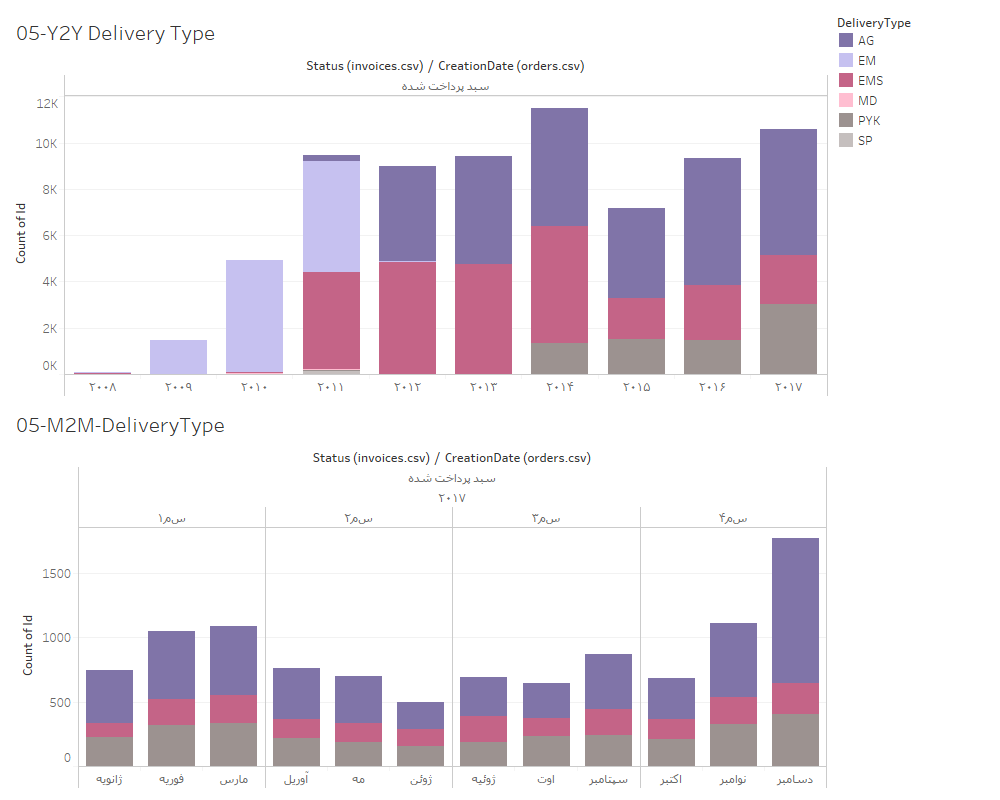 05-Y2Y Delivery Type
Status (invoices.csv) / CreationDate (orders.csv)
سبد پرداخت شده
12K
10K
8K
6K
4K
2K
0K
Count of Id
۲۰۰۸ ۲۰۰۹ ۲۰۱۰ ۲۰۱۱ ۲۰۱۲ ۲۰۱۳ ۲۰۱۴ ۲۰۱۵ ۲۰۱۶ ۲۰۱۷
DeliveryType
AG
EM
EMS
MD
PYK
SP
05-M2M-DeliveryType
Status (invoices.csv) / CreationDate (orders.csv)
سبد پرداخت شده
۲۰۱۷
س‌م۱ س‌م۲ س‌م۳ س‌م۴
1500
1000
500
0
Count of Id
ژانویه فوریه مارس آوریل مه ژوئن ژوئیه اوت سپتامبر اکتبر نوامبر دسامبر